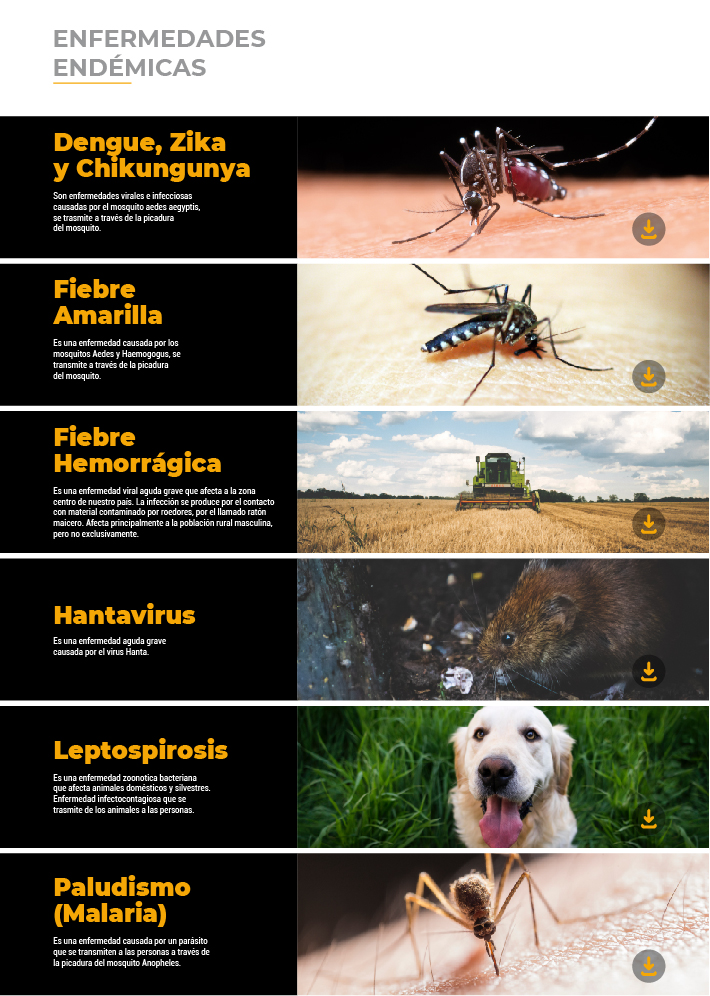 ENFERMEDADES
ENDÉMICAS
Dengue, Zika
y Chikungunya
Son enfermedades virales e infecciosas
causadas por el mosquito aedes aegyptis,
se trasmite a través de la picadura
del mosquito.
Fiebre
Amarilla
Es una enfermedad causada por los
mosquitos Aedes y Haemogogus, se
transmite a través de la picadura
del mosquito.
Fiebre
Hemorrágica
Es una enfermedad viral aguda grave que afecta a la zona
centro de nuestro país. La infección se produce por el contacto
con material contaminado por roedores, por el llamado ratón
maicero. Afecta principalmente a la población rural masculina,
pero no exclusivamente.
Hantavirus
Es una enfermedad aguda grave
causada por el virus Hanta.
Leptospirosis
Es una enfermedad zoonotica bacteriana
que afecta animales domésticos y silvestres.
Enfermedad infectocontagiosa que se
trasmite de los animales a las personas.
Paludismo
(Malaria)
Es una enfermedad causada por un parásito
que se transmiten a las personas a través de
la picadura del mosquito Anopheles.